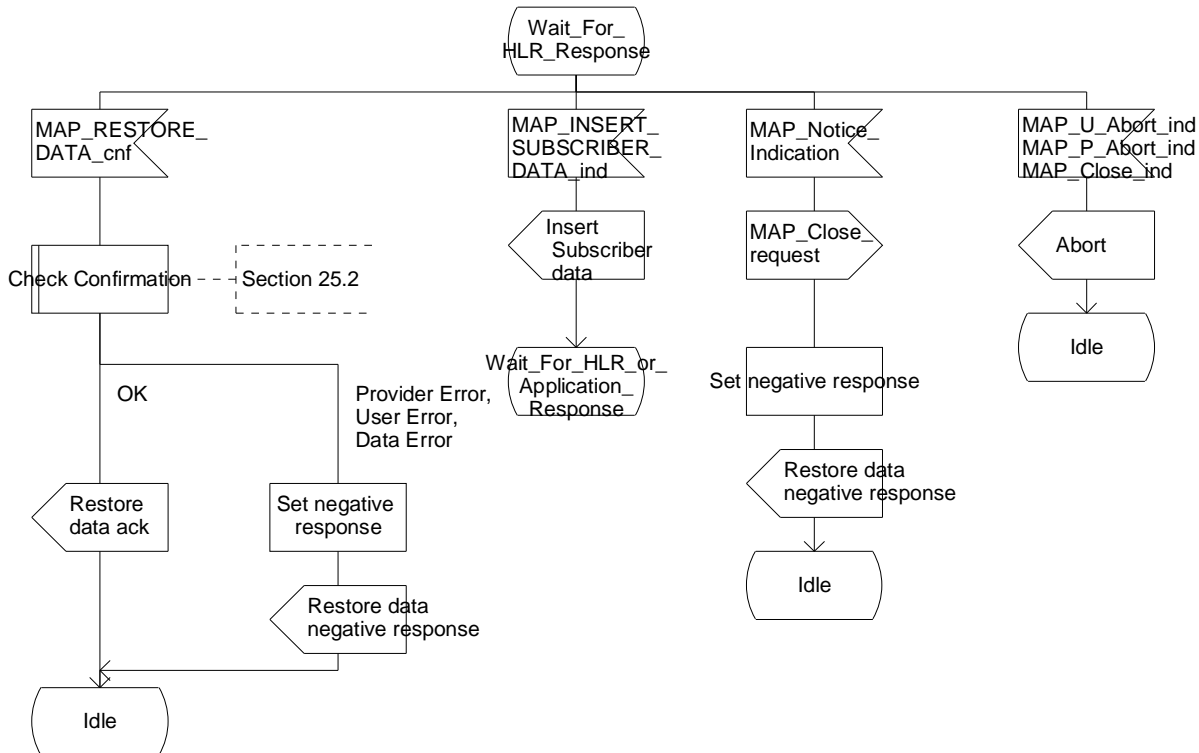 Wait_For_
HLR_Response
MAP_RESTORE_
DATA_cnf
MAP_INSERT_
SUBSCRIBER_
DATA_ind
MAP_Notice_
Indication
MAP_U_Abort_ind
MAP_P_Abort_ind
MAP_Close_ind
Check Confirmation
Section 25.2
Insert
Subscriber
data
MAP_Close_
request
Abort
Wait_For_HLR_or_
Application_
Response
Idle
OK
Provider Error,
User Error,
Data Error
Set negative response
Restore
data ack
Set negative
response
Restore data
negative response
Restore data
negative response
Idle
Idle